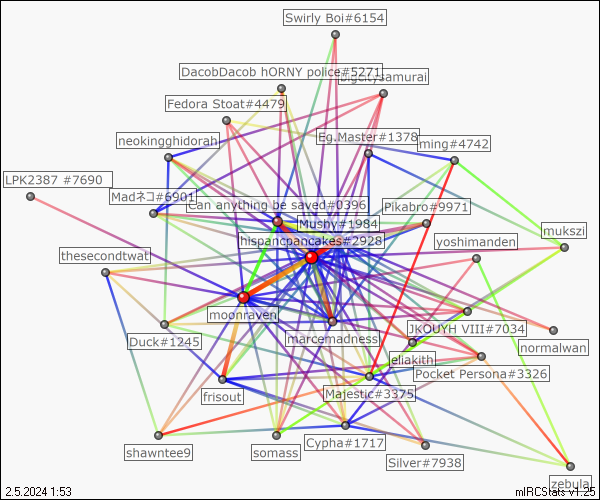 Swirly Boi#6154
DacobDacob hORNY police#5271
bigcitysamurai
Fedora Stoat#4479
neokingghidorah
Eg.Master#1378
ming#4742
LPK2387 #7690
Madネコ#6901
Can anything be saved#0396
Pikabro#9971
Mushy#1984
hispancpancakes#2928
yoshimanden
mukszi
thesecondtwat
moonraven
marcemadness
JKOUYH VIII#7034
normalwan
Duck#1245
eliakith
Pocket Persona#3326
frisout
Majestic#3375
shawntee9
somass
Cypha#1717
Silver#7938
zebula
2.5.2024 1:53
mIRCStats v1.25